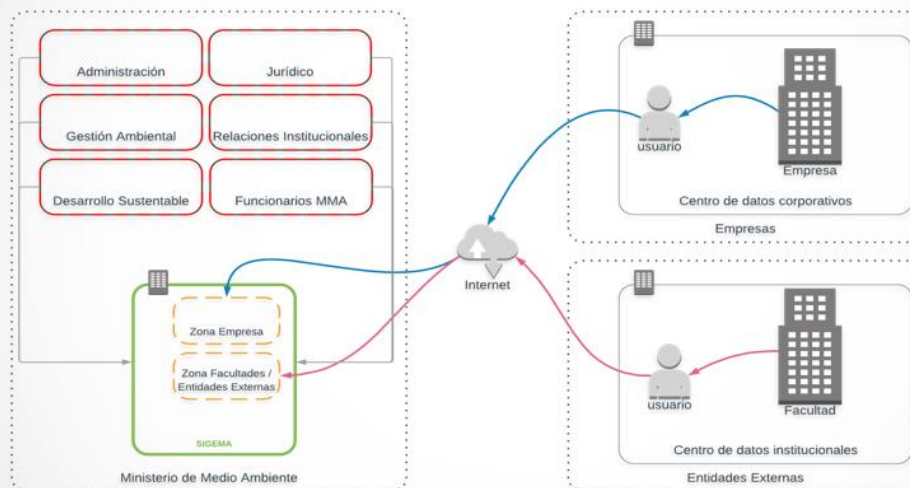 Administración
Jurídico
Gestión Ambiental
Relaciones Institucionales
Desarrollo Sustentable
Funcionarios MMA
Zona Empresa
Zona Facultades /
Entidades Externas
SIGEMA
Ministerio de Medio Ambiente
Internet
usuario
Empresa
Centro de datos corporativos
Empresas
usuario
Facultad
Centro de datos institucionales
Entidades Externas